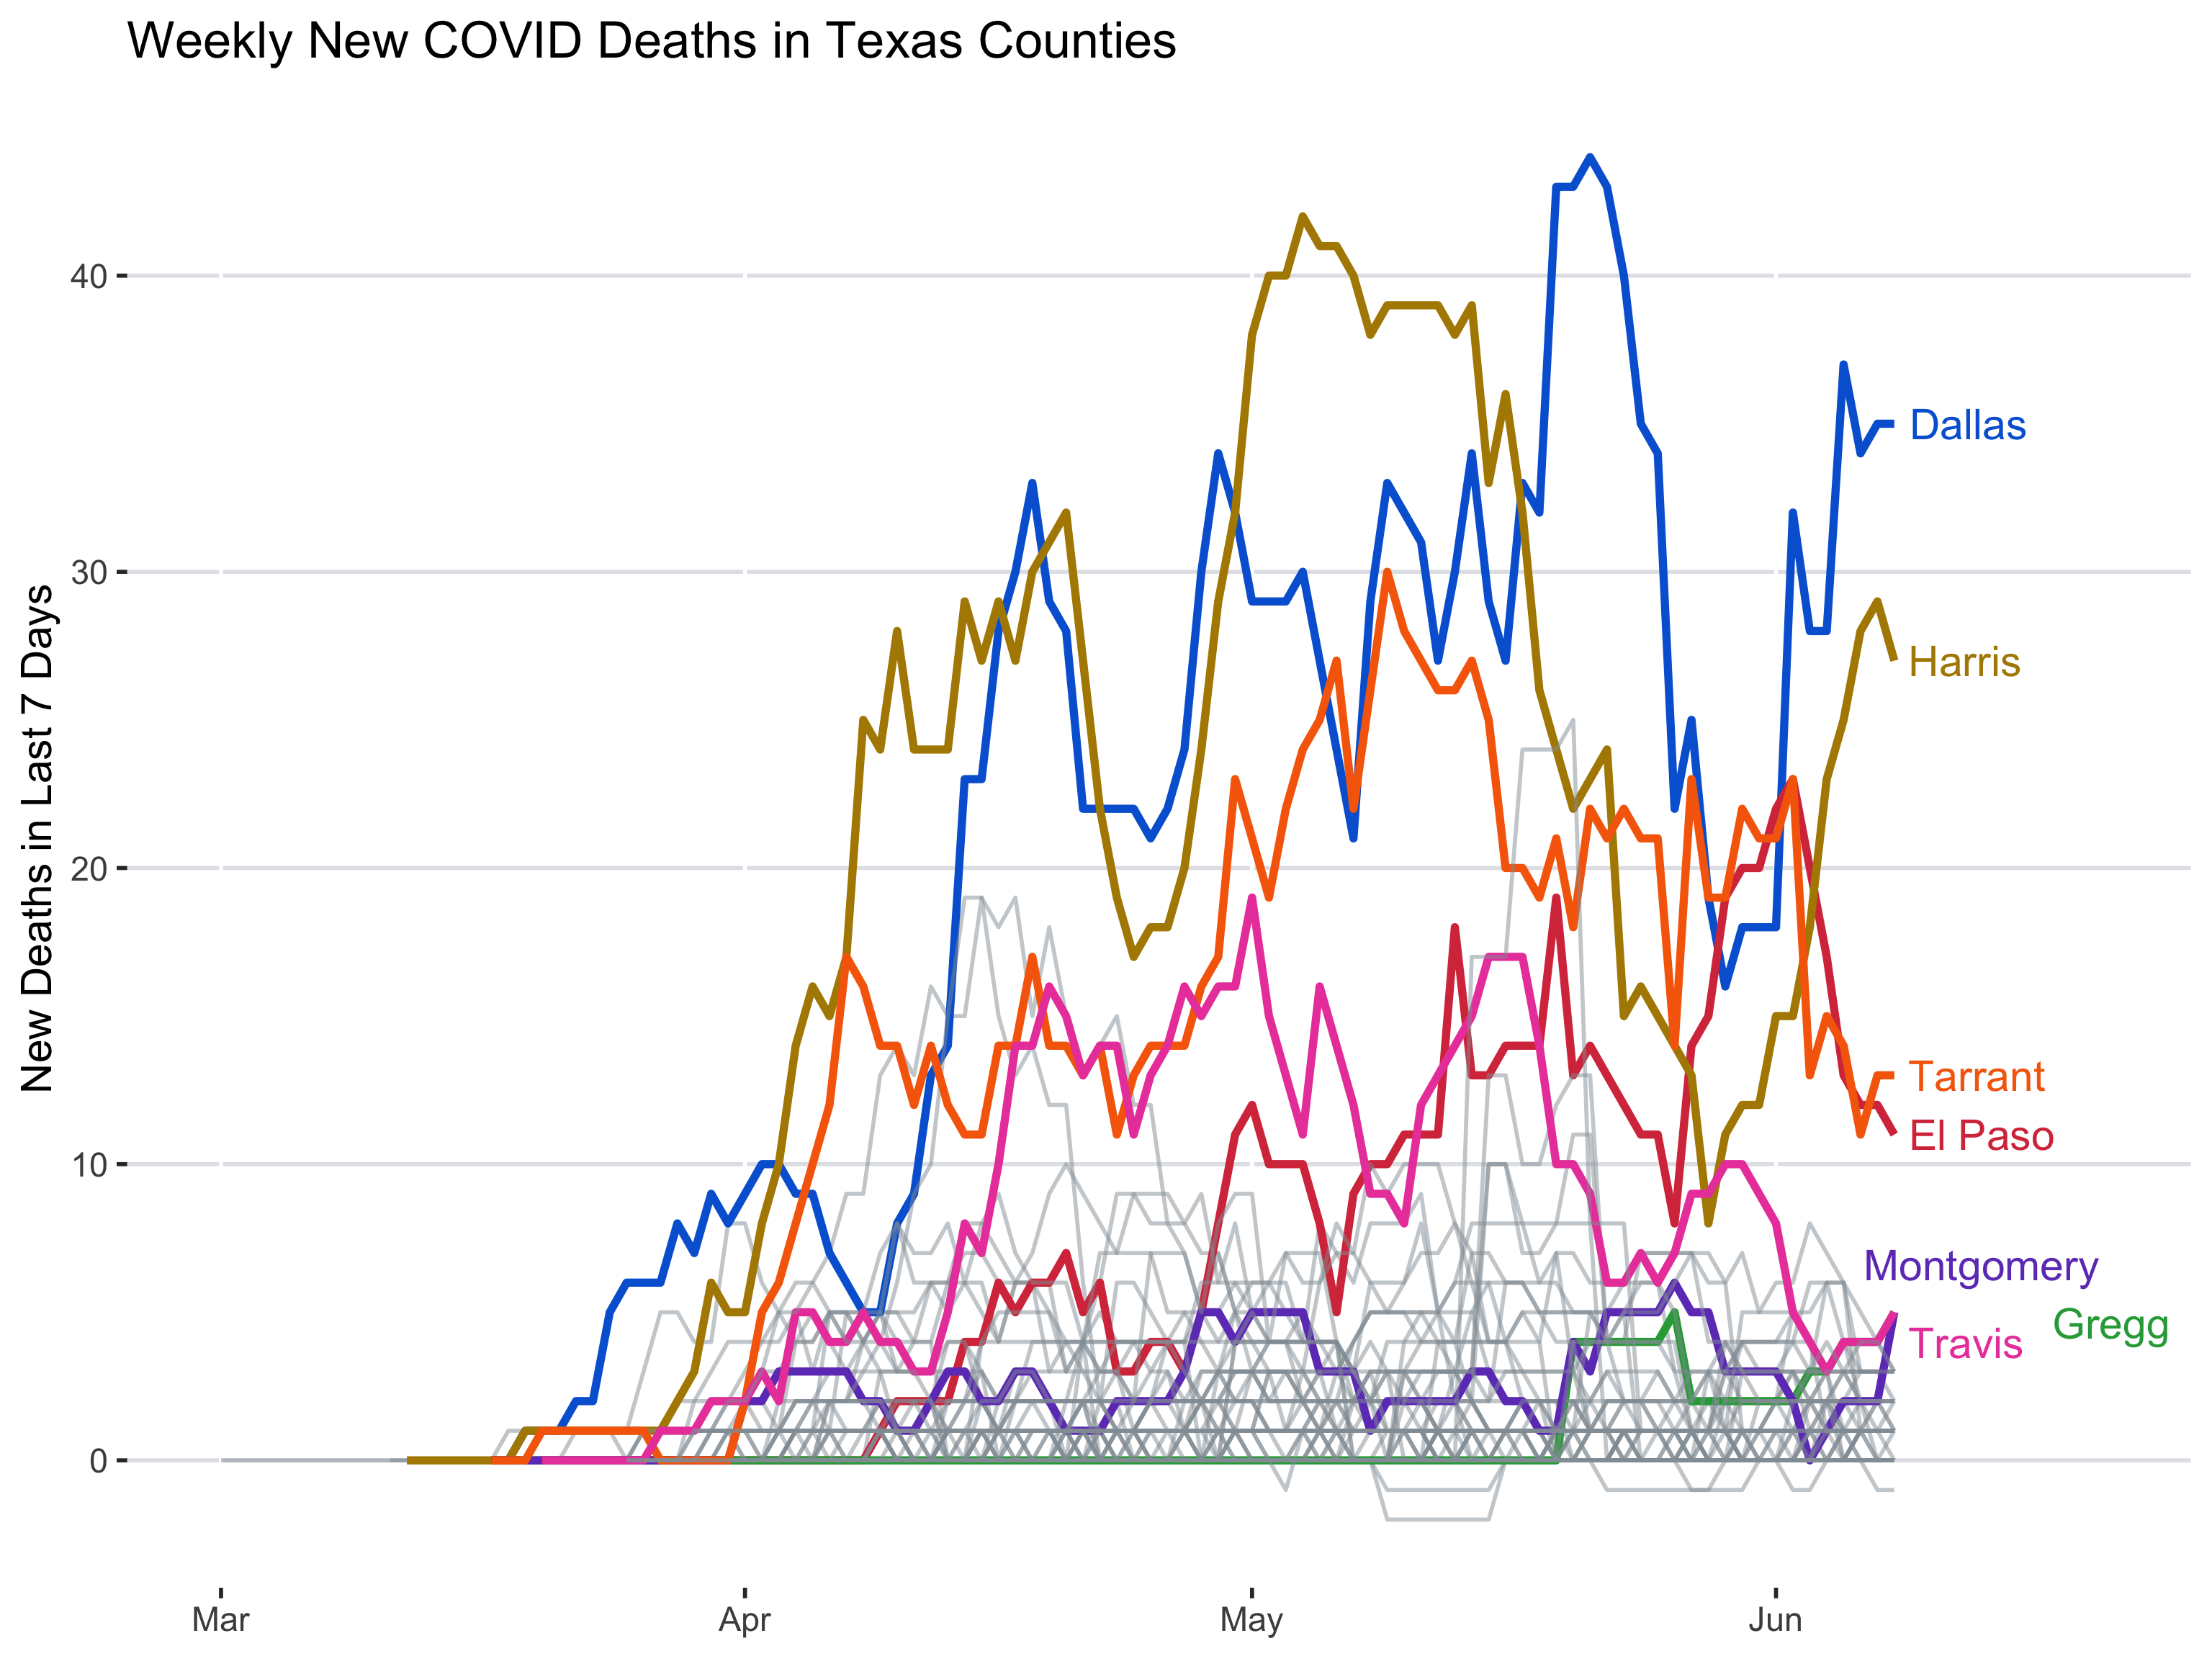 Weekly New COVID Deaths in Texas Counties
New Deaths in Last 7 Days
40
30
20
10
0
Dallas
Harris
Tarrant
El Paso
Montgomery
Gregg
Travis
Mar
Apr
May
Jun